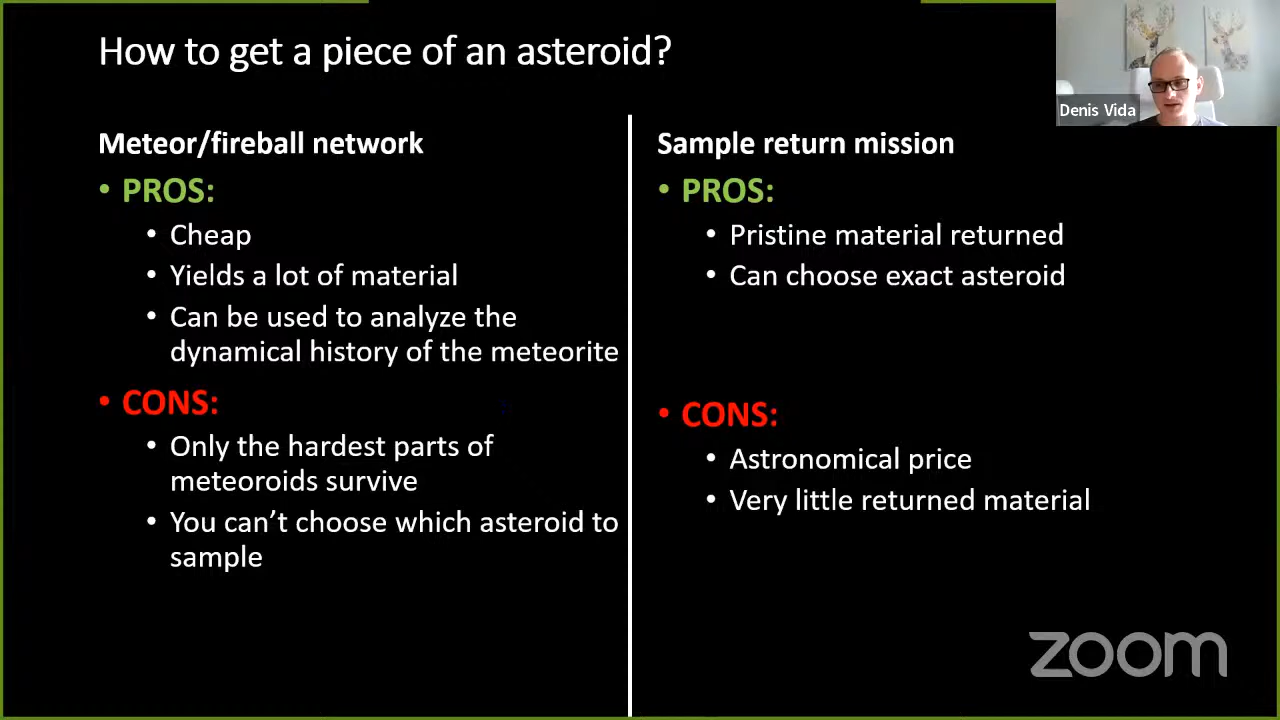 How to get a piece of an asteroid?
Denis Vida
Meteor/fireball network
• PROS:
• Cheap
• Yields a lot of material
• Can be used to analyze the
dynamical history of the meteorite
• CONS:
• Only the hardest parts of
meteoroids survive
• You can’t choose which asteroid to
sample
Sample return mission
• PROS:
• Pristine material returned
• Can choose exact asteroid
• CONS:
• Astronomical price
• Very little returned material
zoom